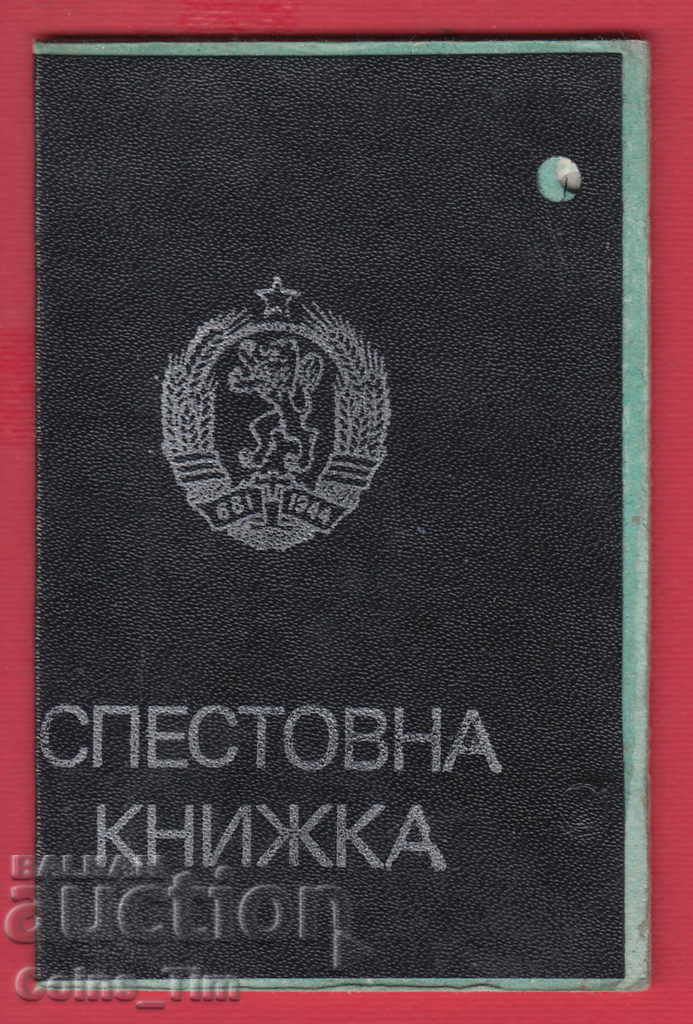 681 1944
СПЕСТОВНА
КНИЖКА
BALKAN
auction
Coins_Tim